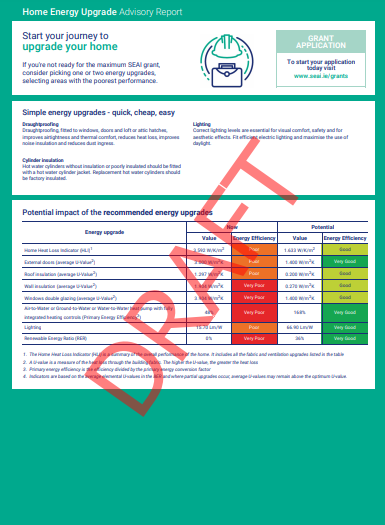 Home Energy Upgrade Advisory Report
Start your journey to
upgrade your home
If you're not ready for the maximum SEAI grant,
consider picking one or two energy upgrades,
selecting areas with the poorest performance.
GRANT
APPLICATION
To start your application
today visit
www.seai.ie/grants
Simple energy upgrades - quick, cheap, easy
Draughtproofing
Draughtproofing, fitted to windows, doors and loft or attic hatches,
improves airtightness and thermal comfort, reduces heat loss, improves
noise insulation and reduces dust ingress.
Cylinder insulation
Hot water cylinders without insulation or poorly insulated should be fitted
with a hot water cylinder jacket. Replacement hot water cylinders should
be factory insulated.
Lighting
Correct lighting levels are essential for visual comfort, safety and for
aesthetic effects. Fit efficient electric lighting and maximise the use of
daylight.
Potential impact of the recommended energy upgrades
Energy upgrade Now Potential
Value Energy Efficiency Value Energy Efficiency
Home Heat Loss Indicator (HLI)1 3.592 W/K/m2 Poor 1.633 W/K/m2 Good
External doors (average U-Value2) W/m2K Poor 1.400 W/m2K Very Good
Roof insulation (average U-Value2) 1.297 W/m2K Poor 0.200 W/m2K Good
Wall insulation (average U-Value2) W/m2K Very Poor 0.270 W/m2K Good
Windows double glazing (average U-Value2) W/m2K Very Poor 1.400 W/m2K Good
Air-to-Water or Ground-to-Water or Water-to-Water Heat Pump with fully
integrated heating controls (Primary Energy Efficiency3) Very Poor 168% Very Good
Lighting lm/W Poor 66.90 Lm/W Very Good
Renewable Energy Ratio (RER) 0% Very Poor 36% Very Good
1. The Home Heat Loss Indicator (HLI) is a summary of the overall performance of the home. It includes all the fabric and ventilation upgrades listed in the table
2. A U-value is a measure of the heat loss through the building fabric. The higher the U-value, the greater the heat loss
3. Primary energy efficiency is the efficiency divided by the primary energy conversion factor
4. Indicators are based on the average elemental U-values in the BER and where partial upgrades occur, average U-values may remain above the optimum U-value.
DRAFT